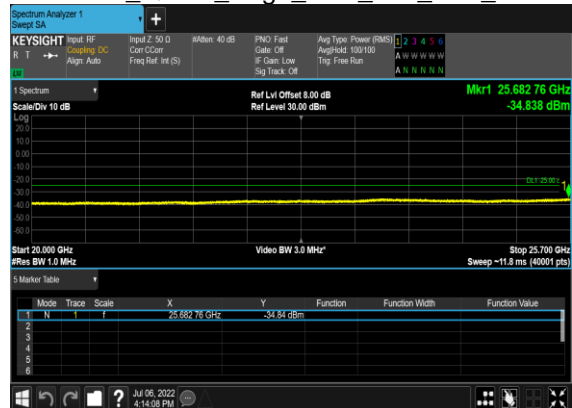 Spectrum Analyzer 1
Swept SA
+
KEYSIGHT Input: RF Input Z: 50 Ω #Atten: 40 dB PNO: Fast Avg Type: Power (RMS) 1 2 3 4 5 6
R T Coupling: DC Corr CCorr Gate: Off Avg|Hold: 100/100 A W W W W W
Align: Auto Freq Ref: Int (S) IF Gain: Low Trig: Free Run A N N N N N
Sig Track: Off
1 Spectrum Ref Lvl Offset 8.00 dB Mkr1 25.682 76 GHz
Scale/Div 10 dB Ref Level 30.00 dBm -34.838 dBm
Log
20.0
10.0
0.00
-10.0
-20.0
DL1 -25.00
-30.0
1
-40.0
-50.0
-60.0
Start 20.000 GHz Video BW 3.0 MHz* Stop 25.700 GHz
#Res BW 1.0 MHz Sweep ~11.8 ms (40001 pts)
5 Marker Table
Mode Trace Scale X Y Function Function Width Function Value
1 N 1 f 25.682 76 GHz -34.84 dBm
2
3
4
5
6
? Jul 06, 2022
4:14:08 PM